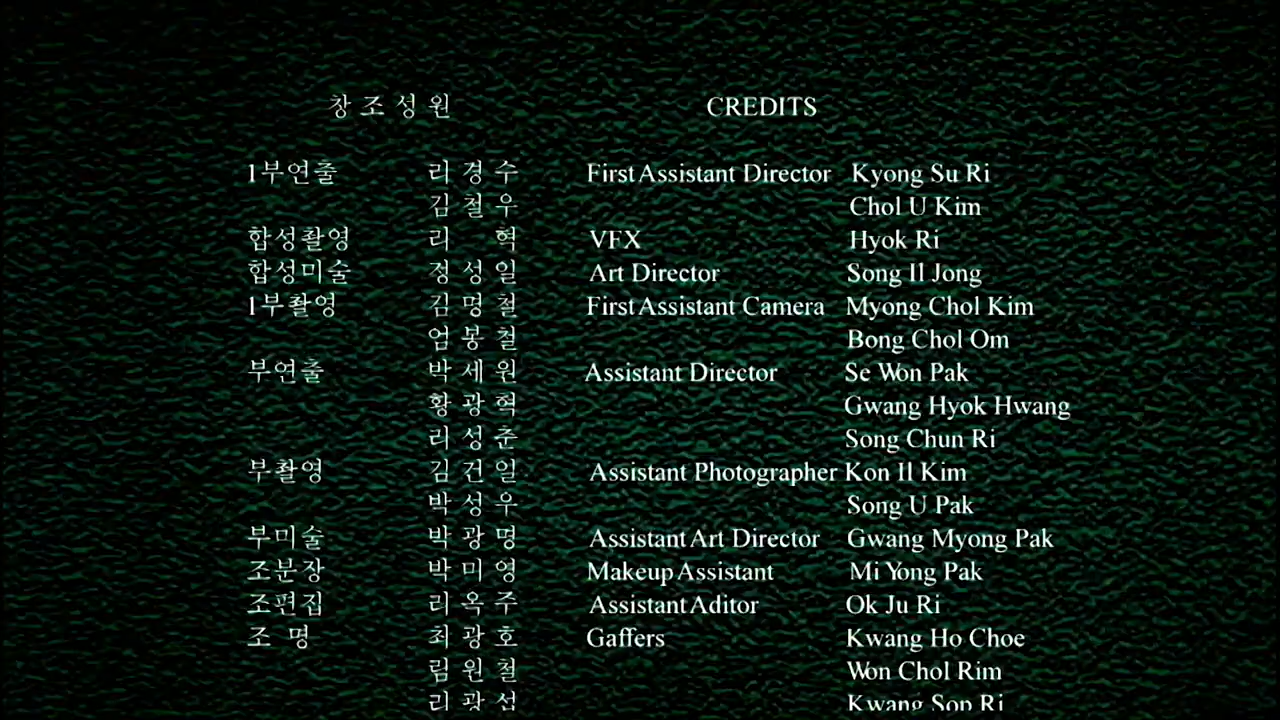 창조성원 CREDITS
1부연출 리경수 First Assistant Director Kyong Su Ri
김철우 Chol U Kim
합성촬영 리 혁 VFX Hyok Ri
합성미술 정성일 Art Director Song Il Jong
1부촬영 김명철 First Assistant Camera Myong Chol Kim
엄봉철 Bong Chol Om
부연출 박세원 Assistant Director Se Won Pak
황광혁 Gwang Hyok Hwang
리성춘 Song Chun Ri
부촬영 김건일 Assistant Photographer Kon Il Kim
박성우 Song U Pak
부미술 박광명 Assistant Art Director Gwang Myong Pak
조분장 박미영 Makeup Assistant Mi Yong Pak
조편집 리옥주 Assistant Aditor Ok Ju Ri
조 명 최광호 Gaffers Kwang Ho Choe
림원철 Won Chol Rim
리광섭 Kwang Sop Ri